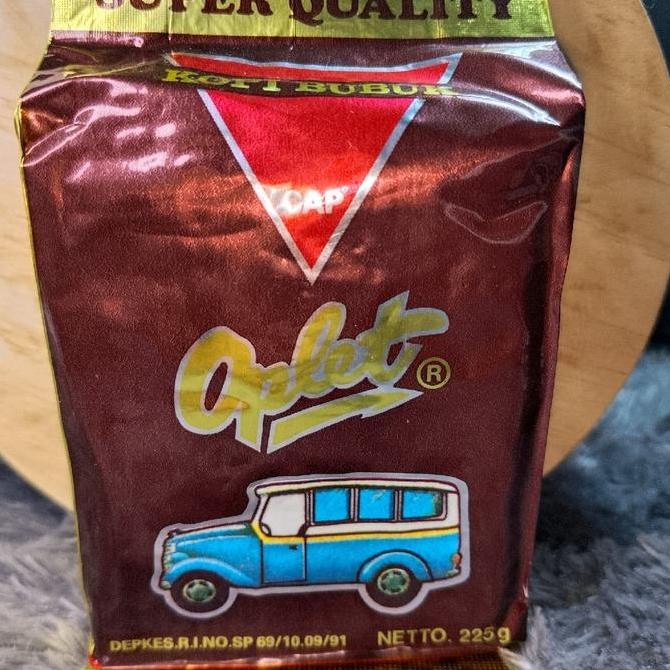 SUPER QUALITY
KOPI BUBUK
CAP
Oplet ®
DEPKES.R.I.NO.SP 69/10.09/91 NETTO. 225g